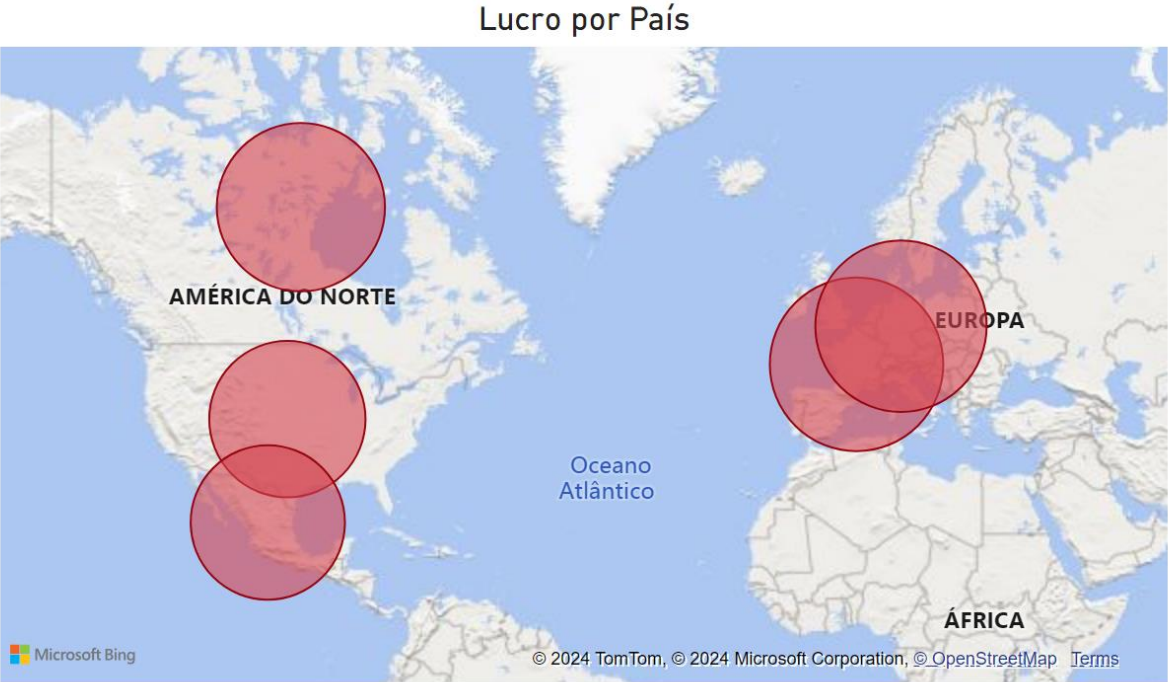 Lucro por País
AMÉRICA DO NORTE
EUROPA
Oceano
Atlântico
ÁFRICA
Microsoft Bing
© 2024 TomTom, © 2024 Microsoft Corporation, © OpenStreetMap Terms